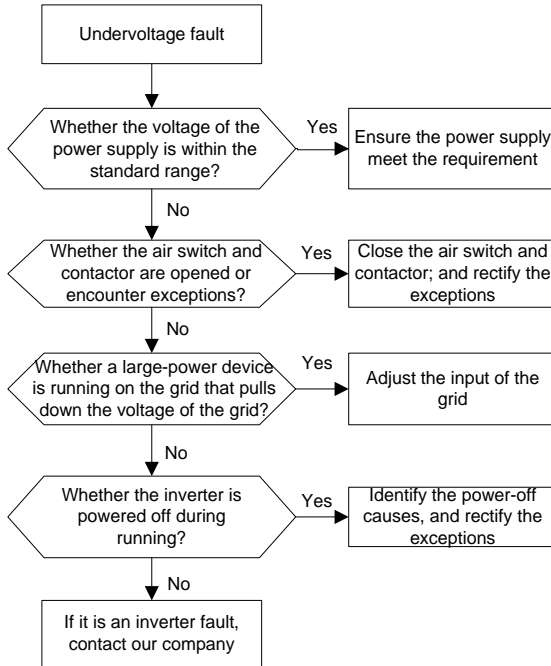 Undervoltage fault
Whether the voltage of the
power supply is within the
standard range?
Yes
Ensure the power supply
meet the requirement
No
Whether the air switch and
contactor are opened or
encounter exceptions?
Yes
Close the air switch and
contactor; and rectify the
exceptions
No
Whether a large-power device
is running on the grid that pulls
down the voltage of the grid?
Yes
Adjust the input of the
grid
No
Whether the inverter is
powered off during
running?
Yes
Identify the power-off
causes, and rectify the
exceptions
No
If it is an inverter fault,
contact our company